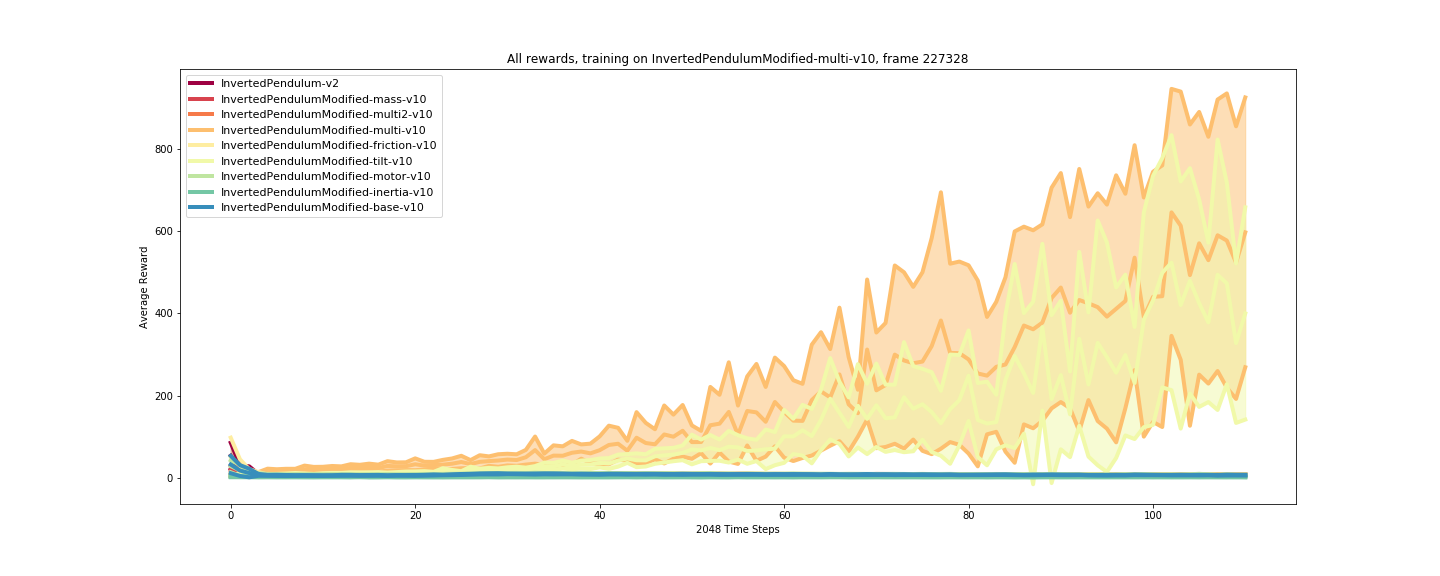 All rewards, training on InvertedPendulumModified-multi-v10, frame 227328
InvertedPendulum-v2
InvertedPendulumModified-mass-v10
InvertedPendulumModified-multi2-v10
InvertedPendulumModified-multi-v10
InvertedPendulumModified-friction-v10
InvertedPendulumModified-tilt-v10
InvertedPendulumModified-motor-v10
InvertedPendulumModified-inertia-v10
InvertedPendulumModified-base-v10
Average Reward
800
600
400
200
0
0 20 40 60 80 100
2048 Time Steps